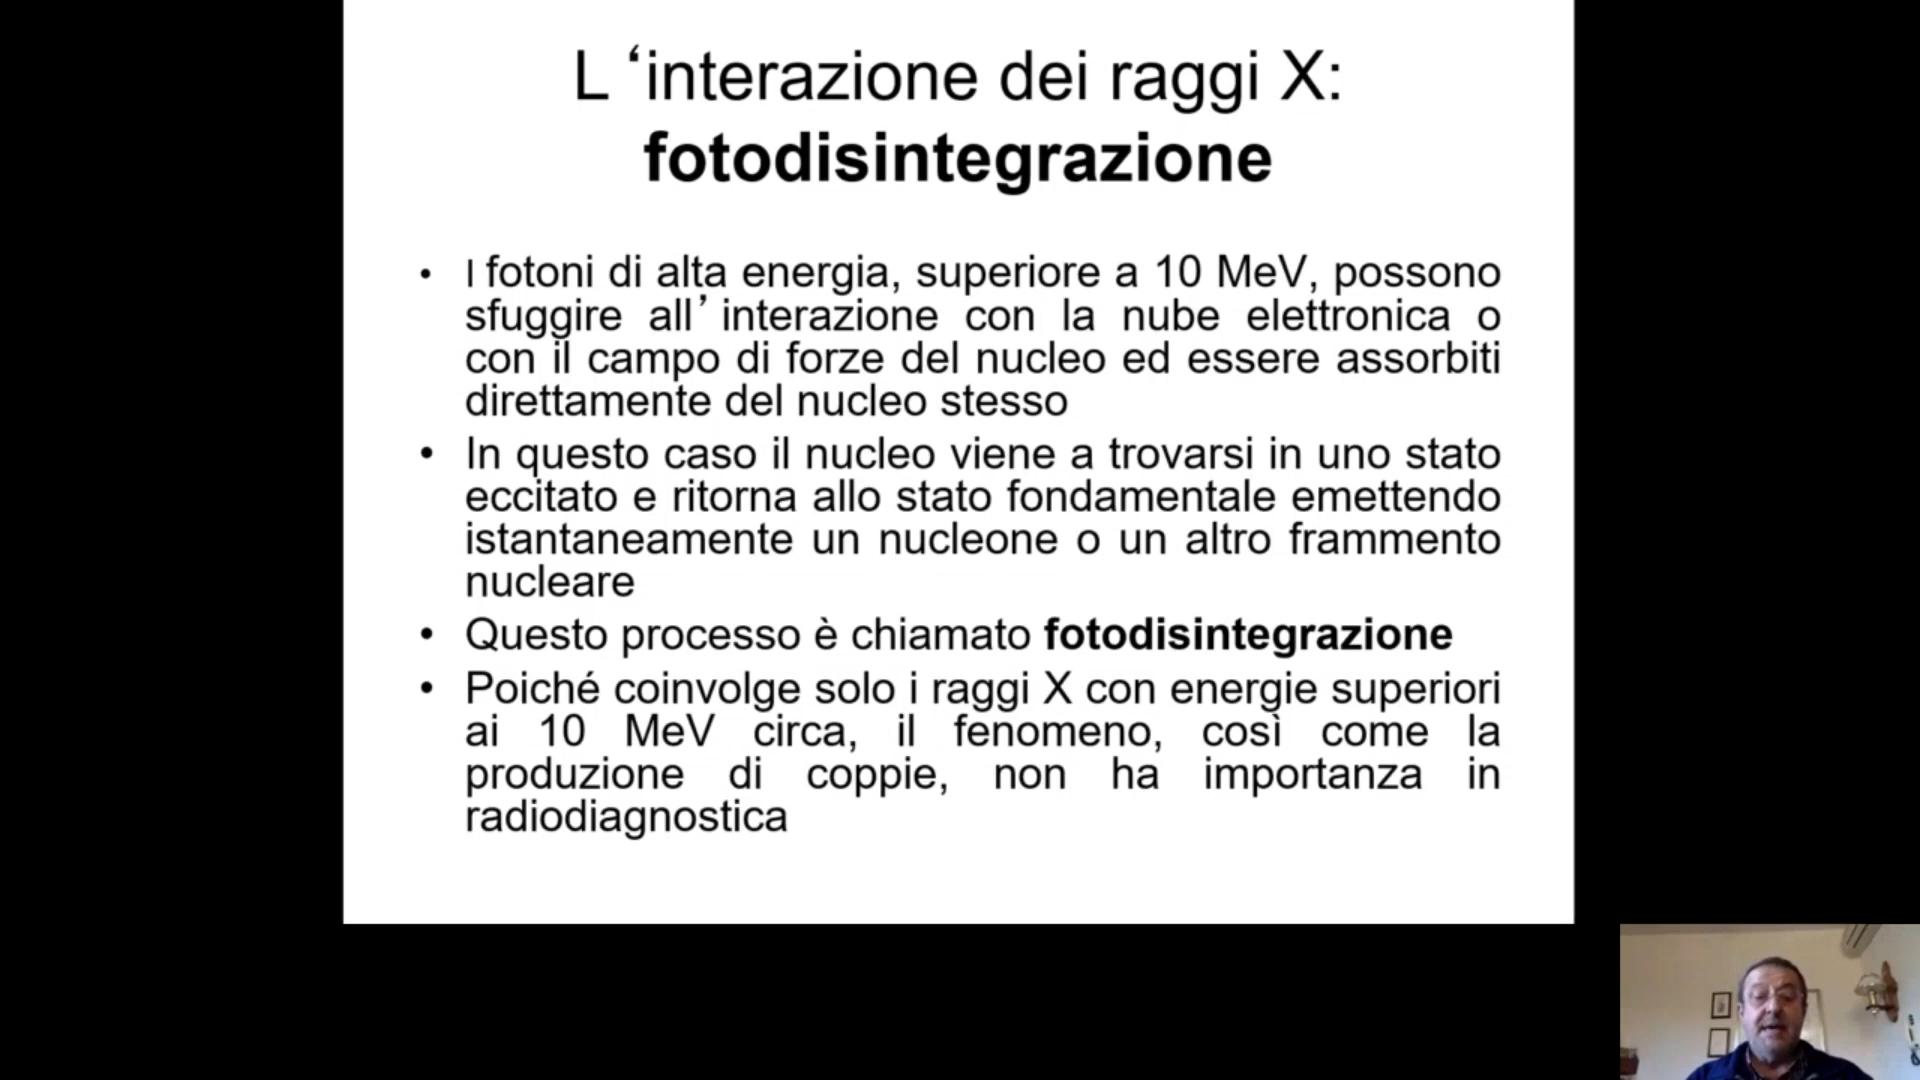 L ‘interazione dei raggi X:
fotodisintegrazione
• I fotoni di alta energia, superiore a 10 MeV, possono
sfuggire all’ interazione con la nube elettronica o
con il campo di forze del nucleo ed essere assorbiti
direttamente del nucleo stesso
• In questo caso il nucleo viene a trovarsi in uno stato
eccitato e ritorna allo stato fondamentale emettendo
istantaneamente un nucleone o un altro frammento
nucleare
• Questo processo è chiamato fotodisintegrazione
• Poiché coinvolge solo i raggi X con energie superiori
ai 10 MeV circa, il fenomeno, così come la
produzione di coppie, non ha importanza in
radiodiagnostica